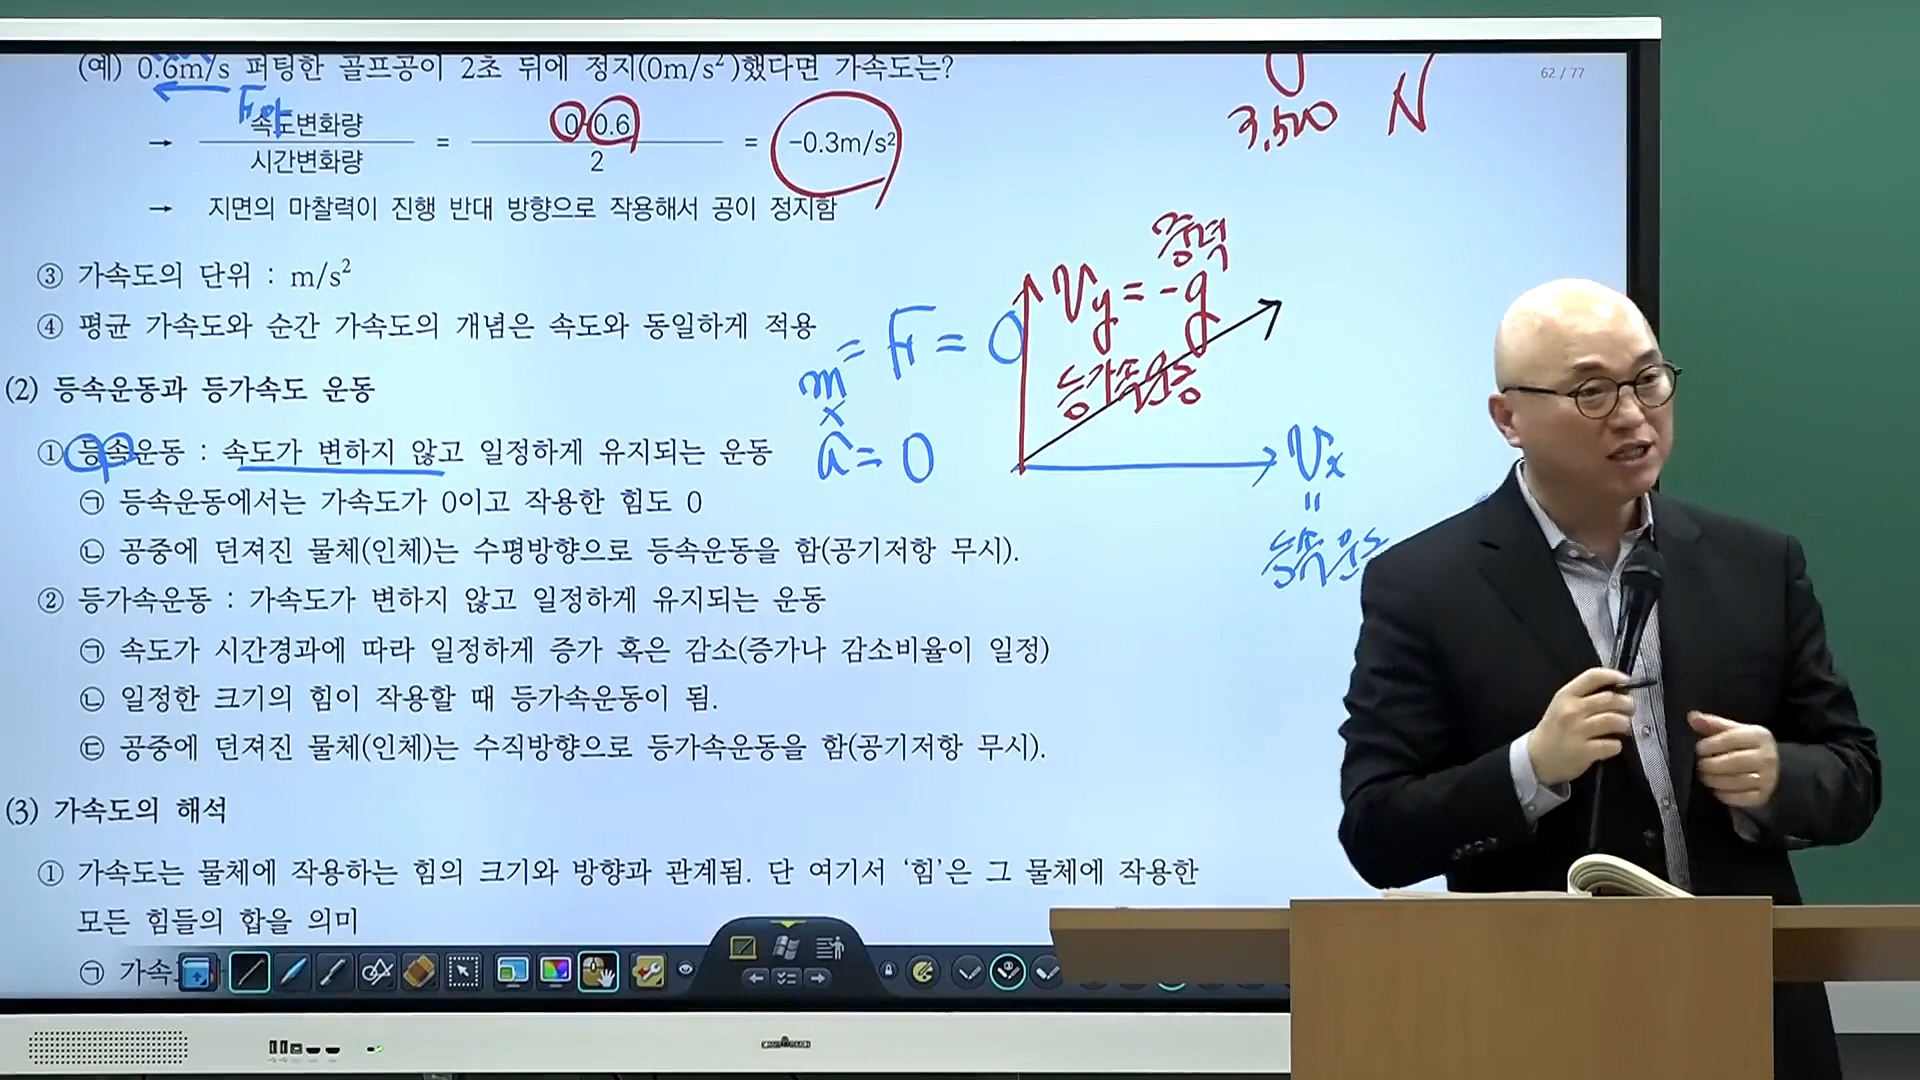 (예) 0.6m/s 퍼팅한 골프공이 2초 뒤에 정지(0m/s²)했다면 가속도는?
62 / 77
3,500 N
F마
→ 속도변화량 / 시간변화량 = 0-0.6 / 2 = -0.3m/s²
→ 지면의 마찰력이 진행 반대 방향으로 작용해서 공이 정지함
중력
③ 가속도의 단위 : m/s²
Vy = -g
④ 평균 가속도와 순간 가속도의 개념은 속도와 동일하게 적용
= F = 0
m
×
a = 0
등가속운동
(2) 등속운동과 등가속도 운동
① 등속운동 : 속도가 변하지 않고 일정하게 유지되는 운동
Vx
=
등속운동
㉠ 등속운동에서는 가속도가 0이고 작용한 힘도 0
㉡ 공중에 던져진 물체(인체)는 수평방향으로 등속운동을 함(공기저항 무시).
② 등가속운동 : 가속도가 변하지 않고 일정하게 유지되는 운동
㉠ 속도가 시간경과에 따라 일정하게 증가 혹은 감소(증가나 감소비율이 일정)
㉡ 일정한 크기의 힘이 작용할 때 등가속운동이 됨.
㉢ 공중에 던져진 물체(인체)는 수직방향으로 등가속운동을 함(공기저항 무시).
(3) 가속도의 해석
① 가속도는 물체에 작용하는 힘의 크기와 방향과 관계됨. 단 여기서 '힘'은 그 물체에 작용한
모든 힘들의 합을 의미
㉠ 가속